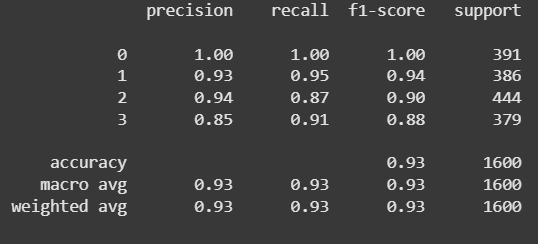 precision recall f1-score support
0 1.00 1.00 1.00 391
1 0.93 0.95 0.94 386
2 0.94 0.87 0.90 444
3 0.85 0.91 0.88 379
accuracy 0.93 1600
macro avg 0.93 0.93 0.93 1600
weighted avg 0.93 0.93 0.93 1600